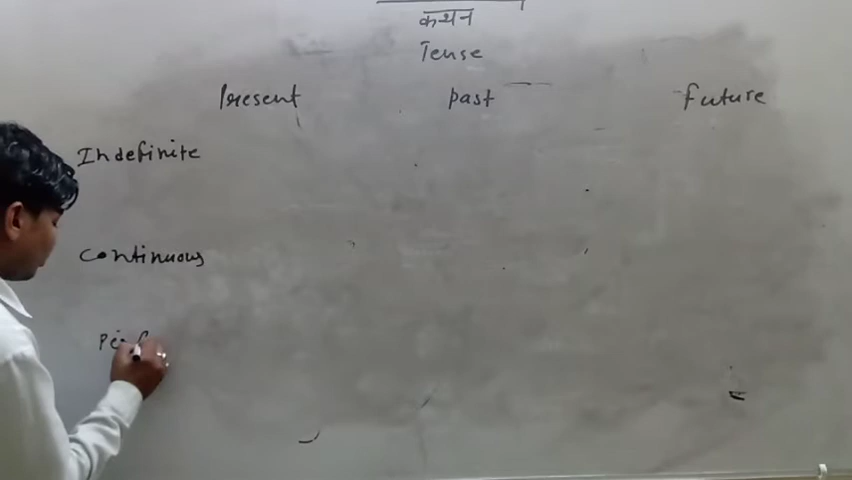 कथन
Tense
Present past future
Indefinite
Continuous